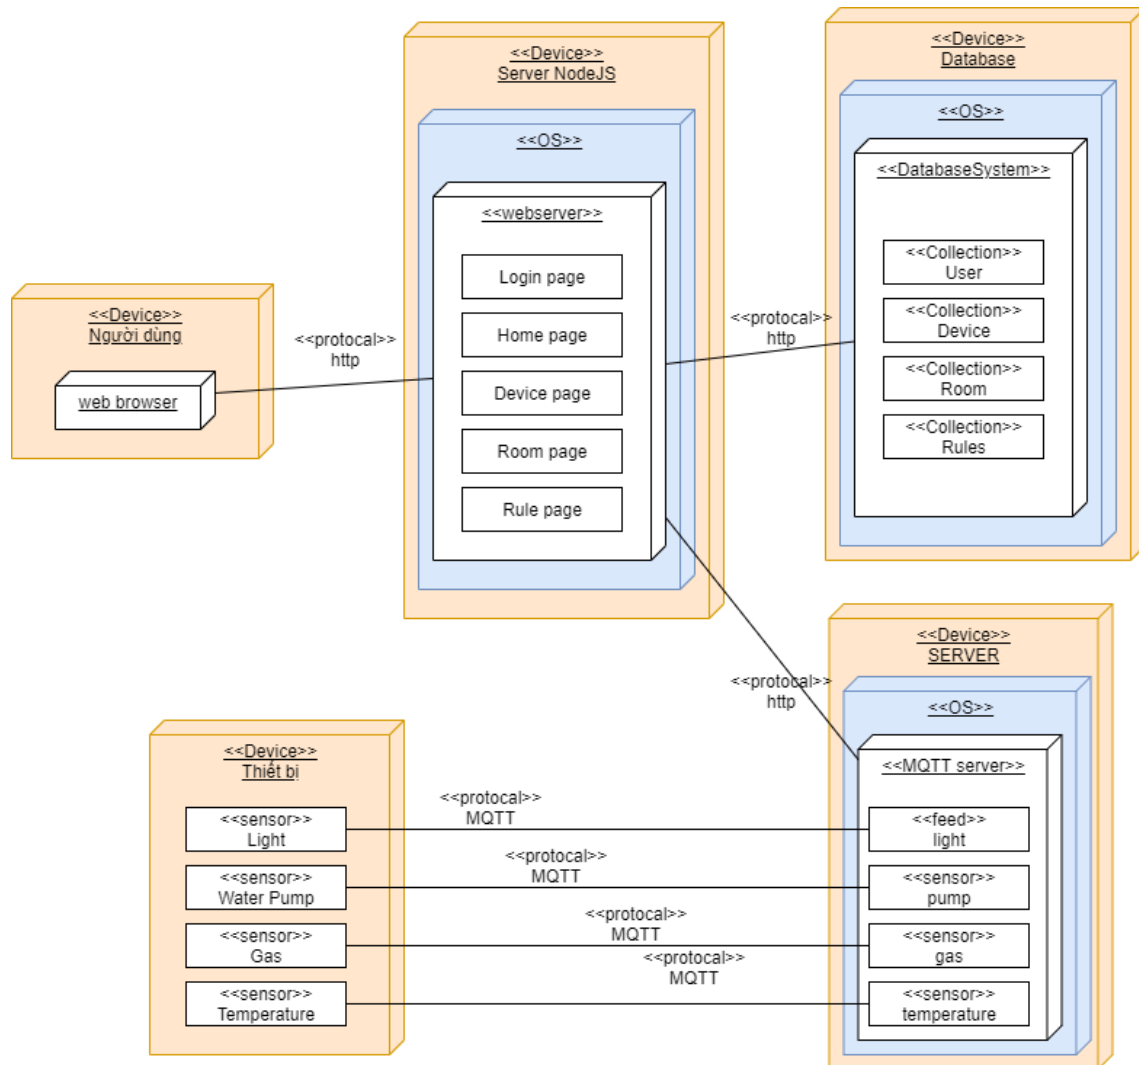 <<Device>>
Server NodeJS
<<OS>>
<<webserver>>
Login page
Home page
Device page
Room page
Rule page
<<Device>>
Database
<<OS>>
<<DatabaseSystem>>
<<Collection>>
User
<<Collection>>
Device
<<Collection>>
Room
<<Collection>>
Rules
<<Device>>
Người dùng
web browser
<<protocal>>
http
<<protocal>>
http
<<protocal>>
http
<<Device>>
SERVER
<<OS>>
<<MQTT server>>
<<feed>>
light
<<sensor>>
pump
<<sensor>>
gas
<<sensor>>
temperature
<<Device>>
Thiết bị
<<sensor>>
Light
<<sensor>>
Water Pump
<<sensor>>
Gas
<<sensor>>
Temperature
<<protocal>>
MQTT
<<protocal>>
MQTT
<<protocal>>
MQTT
<<protocal>>
MQTT